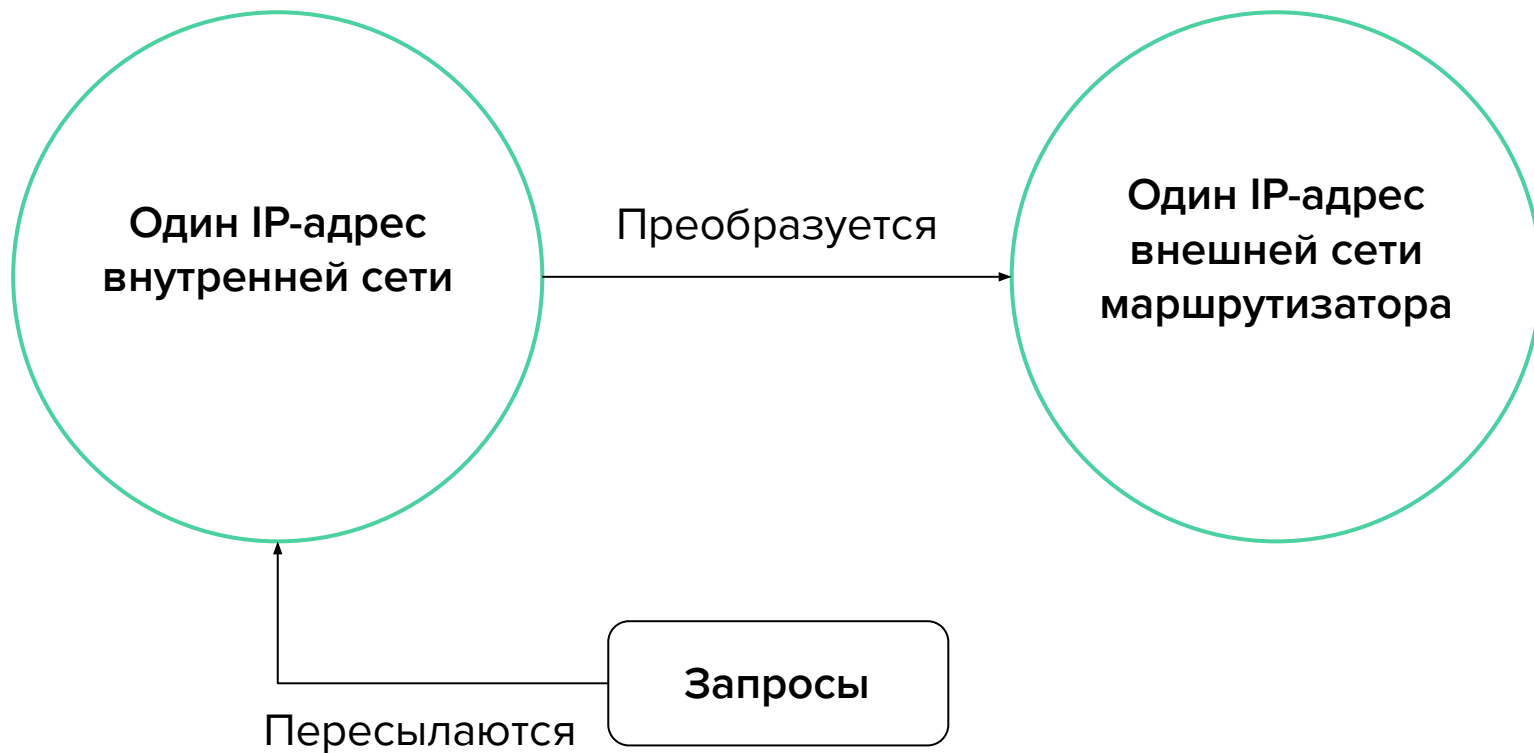 Один IP-адрес
внутренней сети
Преобразуется
Один IP-адрес
внешней сети
маршрутизатора
Запросы
Пересылаются